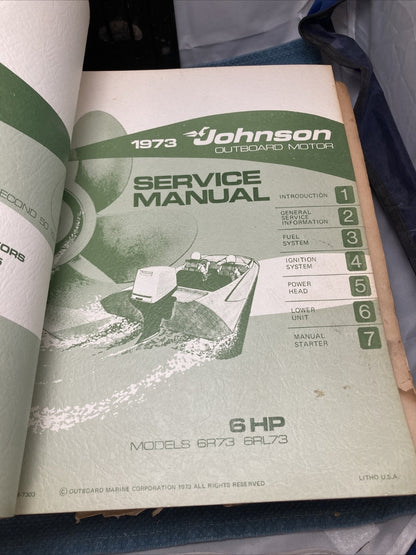 1973 Johnson
OUTBOARD MOTOR
SERVICE
MANUAL
INTRODUCTION 1
GENERAL
SERVICE
INFORMATION 2
FUEL
SYSTEM 3
IGNITION
SYSTEM 4
POWER
HEAD 5
LOWER
UNIT 6
MANUAL
STARTER 7
6 HP
MODELS 6R73 6RL73
© OUTBOARD MARINE CORPORATION 1972 ALL RIGHTS RESERVED
LITHO U.S.A.